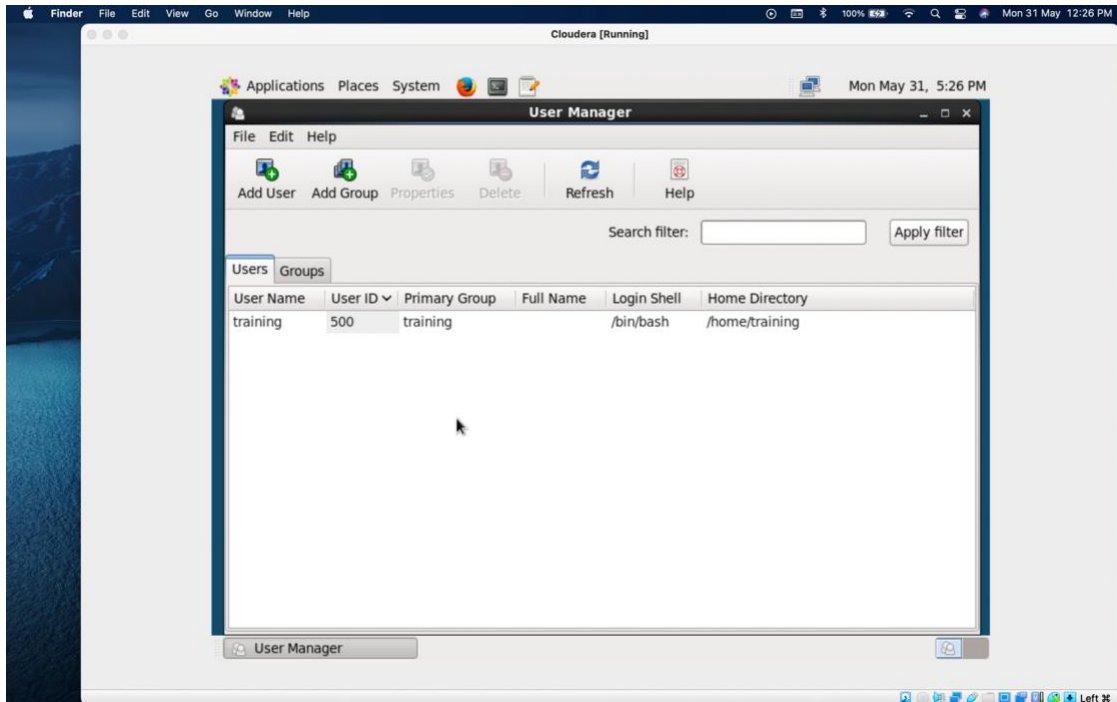 Finder File Edit View Go Window Help 100% Mon 31 May 12:26 PM
Cloudera [Running]
Applications Places System Mon May 31, 5:26 PM
User Manager
File Edit Help
Add User Add Group Properties Delete Refresh Help
Search filter: Apply filter
Users Groups
User Name User ID Primary Group Full Name Login Shell Home Directory
training 500 training /bin/bash /home/training
User Manager
Left ⌘